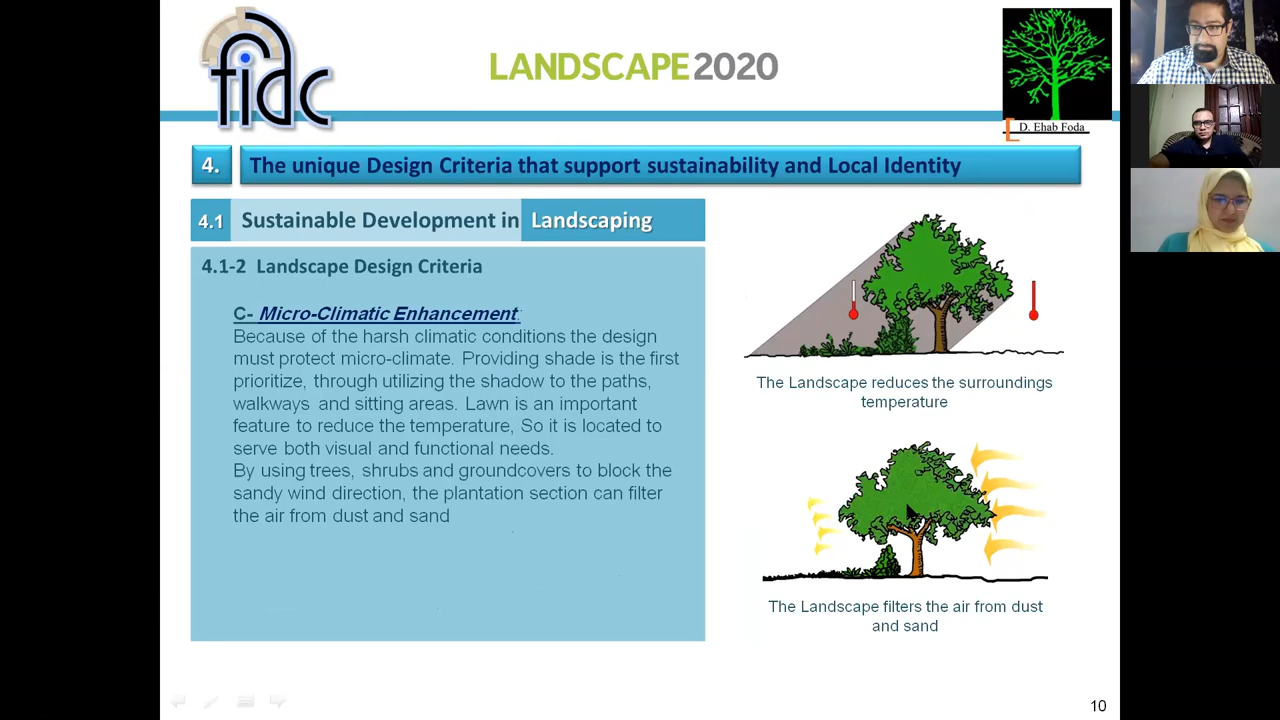 fidc
LANDSCAPE2020
D. Ehab Foda
4. The unique Design Criteria that support sustainability and Local Identity
4.1 Sustainable Development in Landscaping
4.1-2 Landscape Design Criteria
C- Micro-Climatic Enhancement:
Because of the harsh climatic conditions the design
must protect micro-climate. Providing shade is the first
prioritize, through utilizing the shadow to the paths,
walkways and sitting areas. Lawn is an important
feature to reduce the temperature, So it is located to
serve both visual and functional needs.
By using trees, shrubs and groundcovers to block the
sandy wind direction, the plantation section can filter
the air from dust and sand
The Landscape reduces the surroundings
temperature
The Landscape filters the air from dust
and sand
10